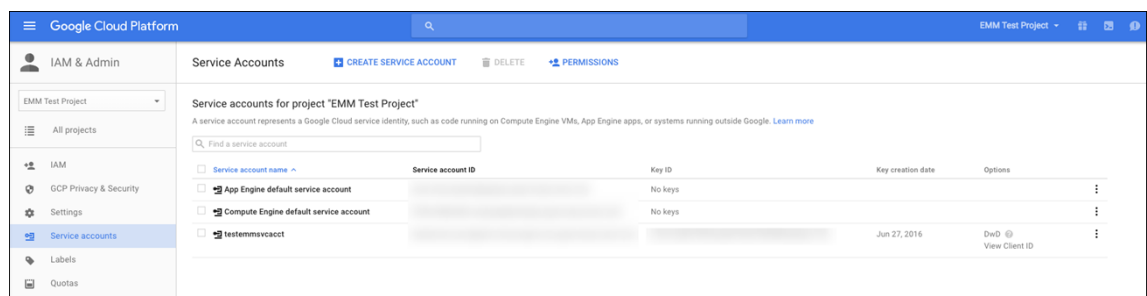 Google Cloud Platform
EMM Test Project
IAM & Admin
EMM Test Project
All projects
IAM
GCP Privacy & Security
Settings
Service accounts
Labels
Quotas
Service Accounts CREATE SERVICE ACCOUNT DELETE PERMISSIONS
Service accounts for project "EMM Test Project"
A service account represents a Google Cloud service identity, such as code running on Compute Engine VMs, App Engine apps, or systems running outside Google. Learn more
Find a service account
Service account name Service account ID Key ID Key creation date Options
App Engine default service account No keys
Compute Engine default service account No keys
testemmsvcacct Jun 27, 2016 DwD
View Client ID